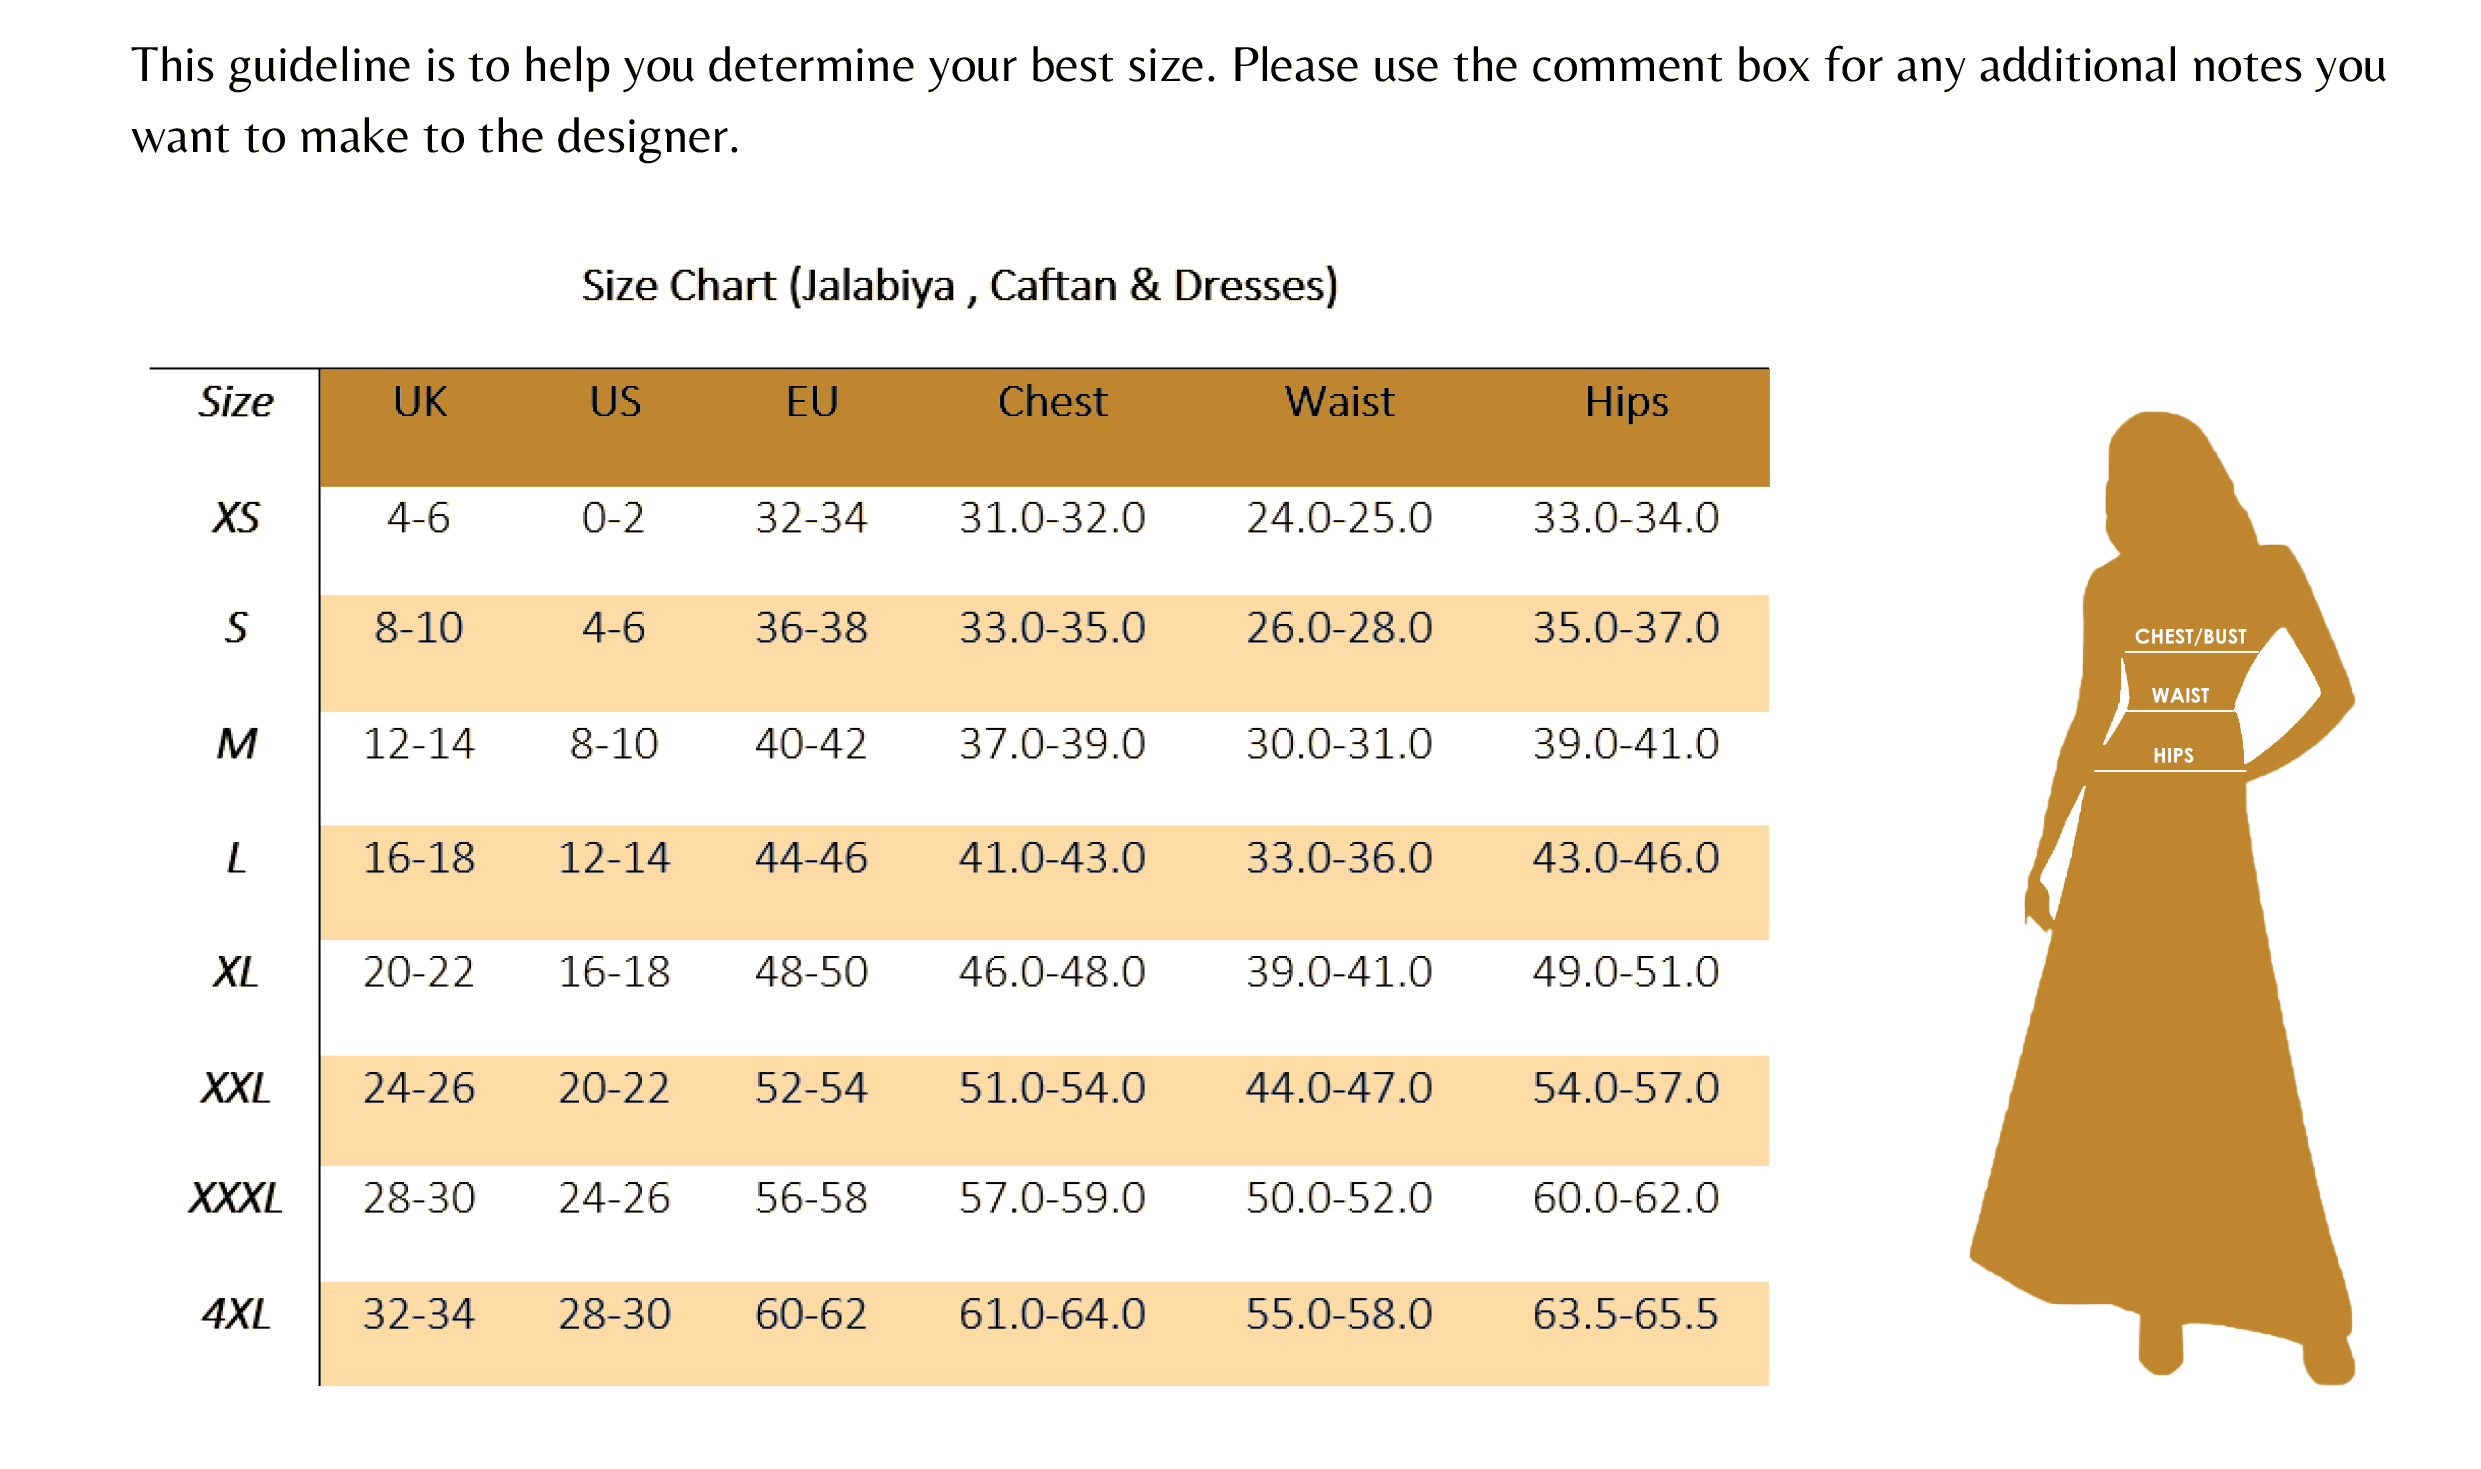 This guideline is to help you determine your best size. Please use the comment box for any additional notes you
want to make to the designer.
Size Chart (Jalabiya , Caftan & Dresses)
Size UK US EU Chest Waist Hips
XS 4-6 0-2 32-34 31.0-32.0 24.0-25.0 33.0-34.0
S 8-10 4-6 36-38 33.0-35.0 26.0-28.0 35.0-37.0
M 12-14 8-10 40-42 37.0-39.0 30.0-31.0 39.0-41.0
L 16-18 12-14 44-46 41.0-43.0 33.0-36.0 43.0-46.0
XL 20-22 16-18 48-50 46.0-48.0 39.0-41.0 49.0-51.0
XXL 24-26 20-22 52-54 51.0-54.0 44.0-47.0 54.0-57.0
XXXL 28-30 24-26 56-58 57.0-59.0 50.0-52.0 60.0-62.0
4XL 32-34 28-30 60-62 61.0-64.0 55.0-58.0 63.5-65.5
CHEST/BUST
WAIST
HIPS